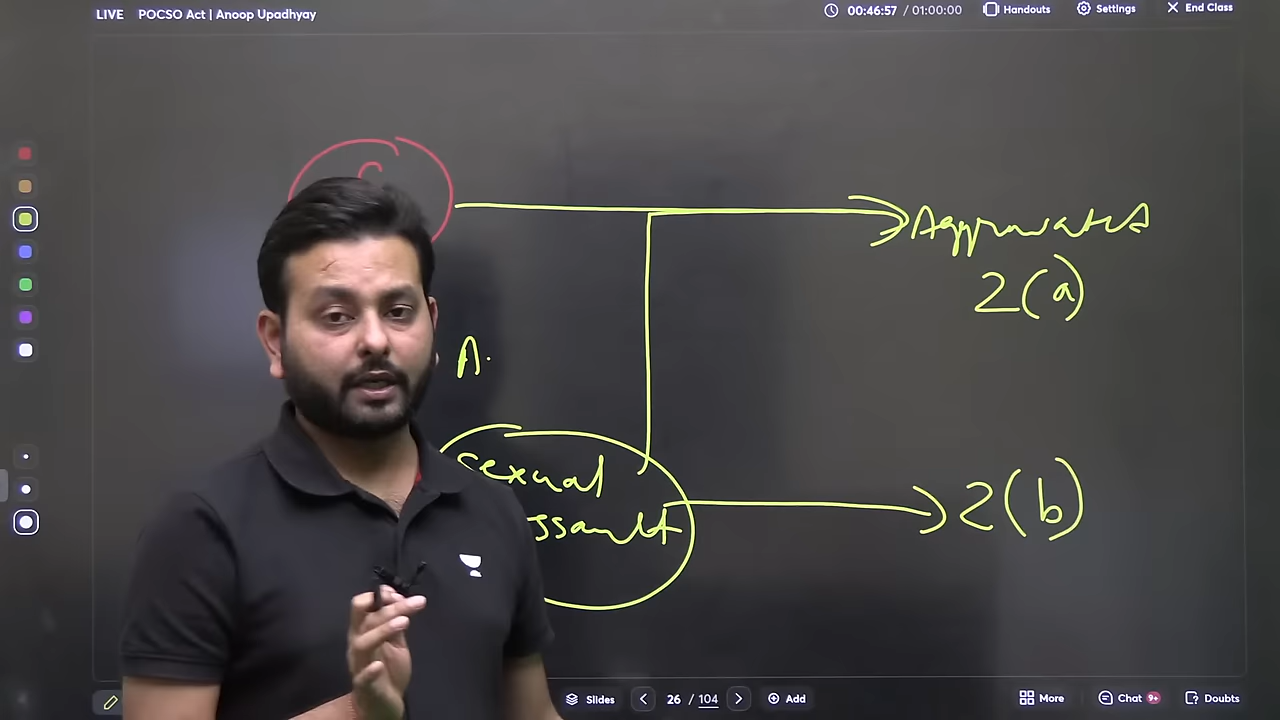 LIVE POCSO Act | Anoop Upadhyay
00:46:57 / 01:00:00 Handouts Settings End Class
Aggravated
2(a)
A.
sexual
ssault
2(b)
Slides 26 / 104 Add More Chat 9+ Doubts